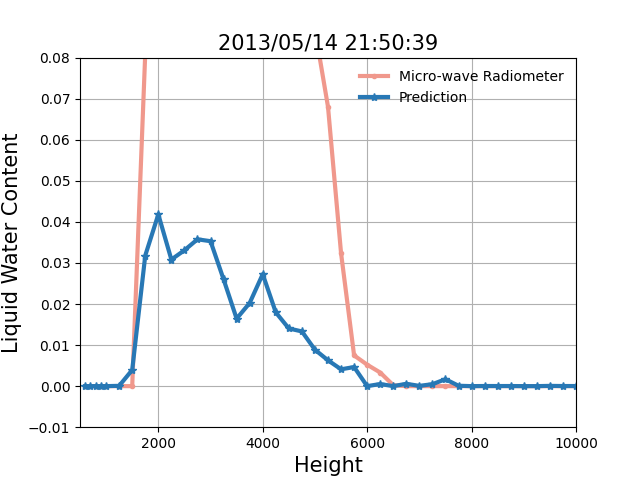 2013/05/14 21:50:39
Micro-wave Radiometer
Prediction
Liquid Water Content
0.08
0.07
0.06
0.05
0.04
0.03
0.02
0.01
0.00
−0.01
2000 4000 6000 8000 10000
Height